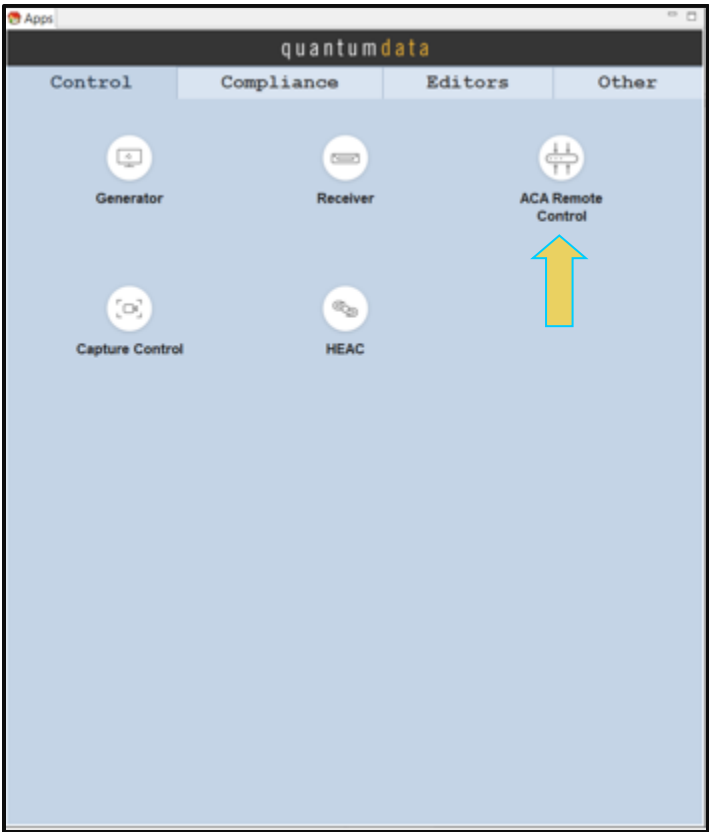 Apps
quantumdata
Control Compliance Editors Other
Generator Receiver ACA Remote
Control
Capture Control HEAC